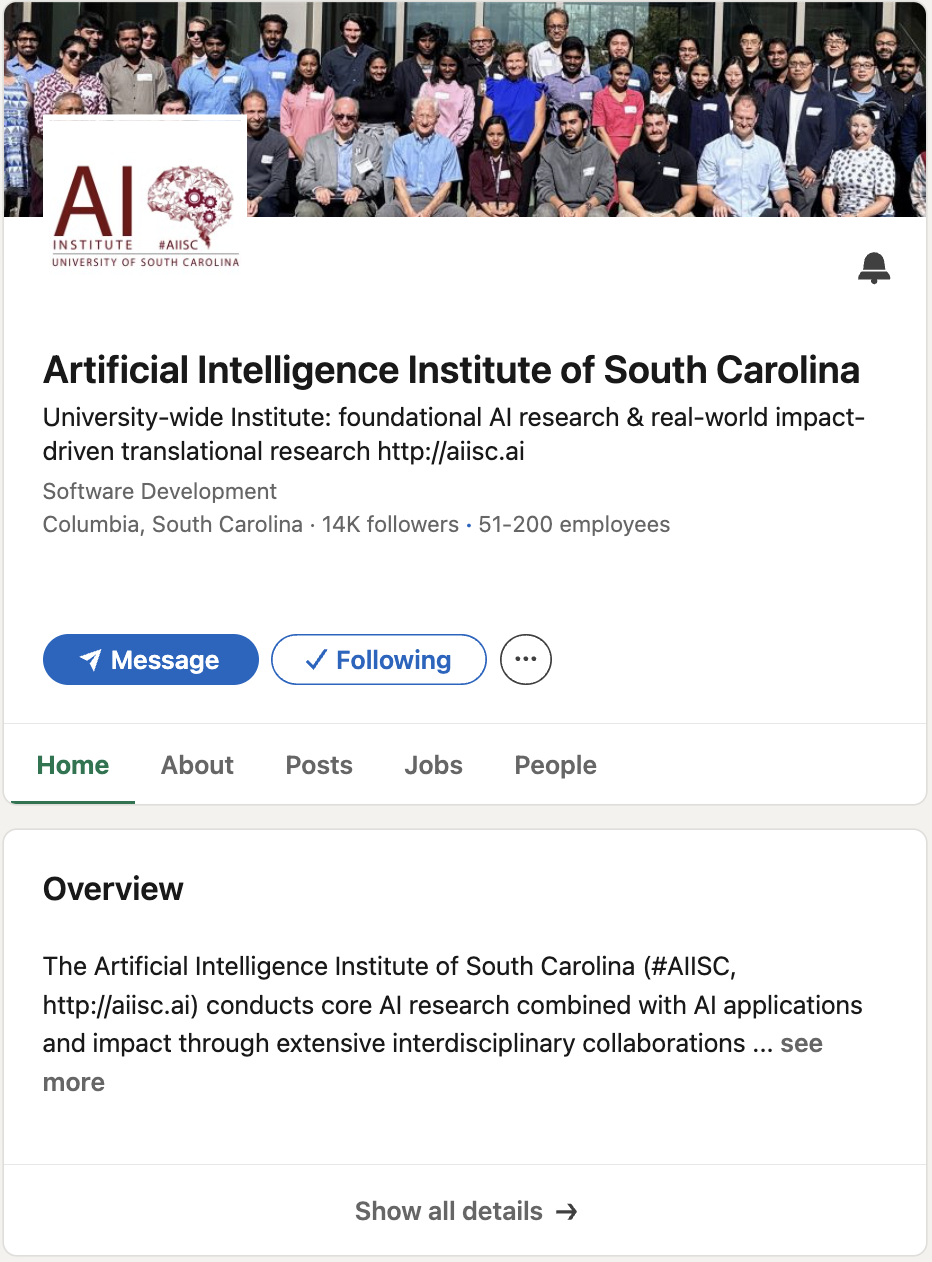 AI
INSTITUTE #AIISC
UNIVERSITY OF SOUTH CAROLINA
Artificial Intelligence Institute of South Carolina
University-wide Institute: foundational AI research & real-world impact-
driven translational research http://aiisc.ai
Software Development
Columbia, South Carolina · 14K followers · 51-200 employees
Message
Following
Home About Posts Jobs People
Overview
The Artificial Intelligence Institute of South Carolina (#AIISC,
http://aiisc.ai) conducts core AI research combined with AI applications
and impact through extensive interdisciplinary collaborations ... see
more
Show all details →